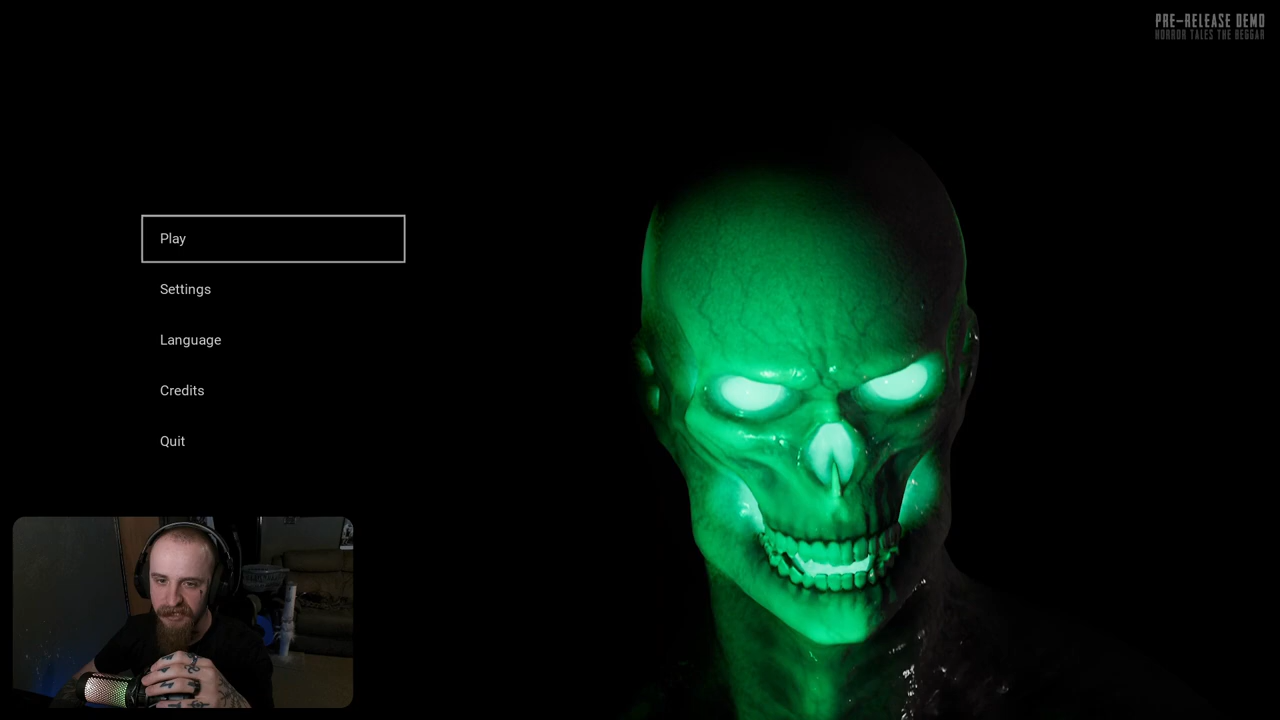 PRE-RELEASE DEMO
HORROR TALES THE BEGGAR
Play
Settings
Language
Credits
Quit